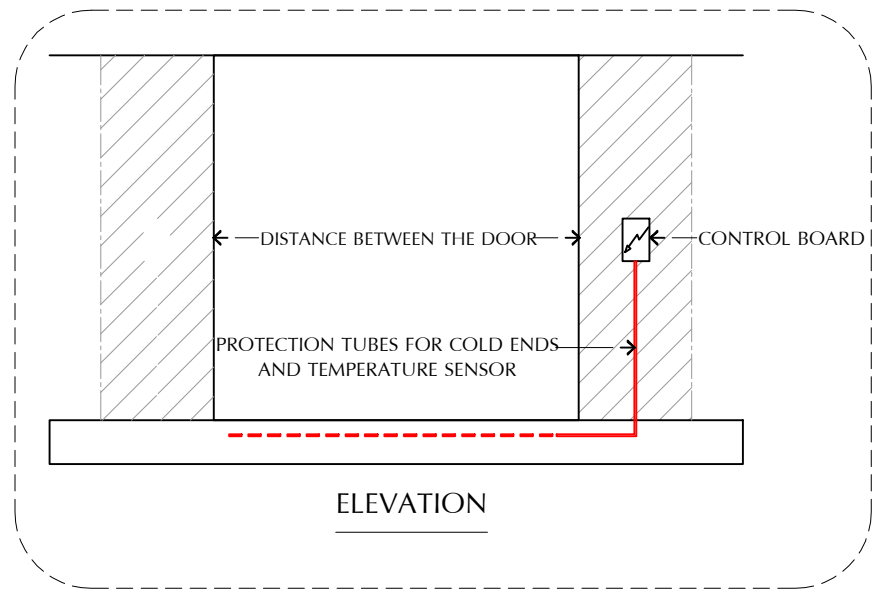 DISTANCE BETWEEN THE DOOR
CONTROL BOARD
PROTECTION TUBES FOR COLD ENDS
AND TEMPERATURE SENSOR
ELEVATION